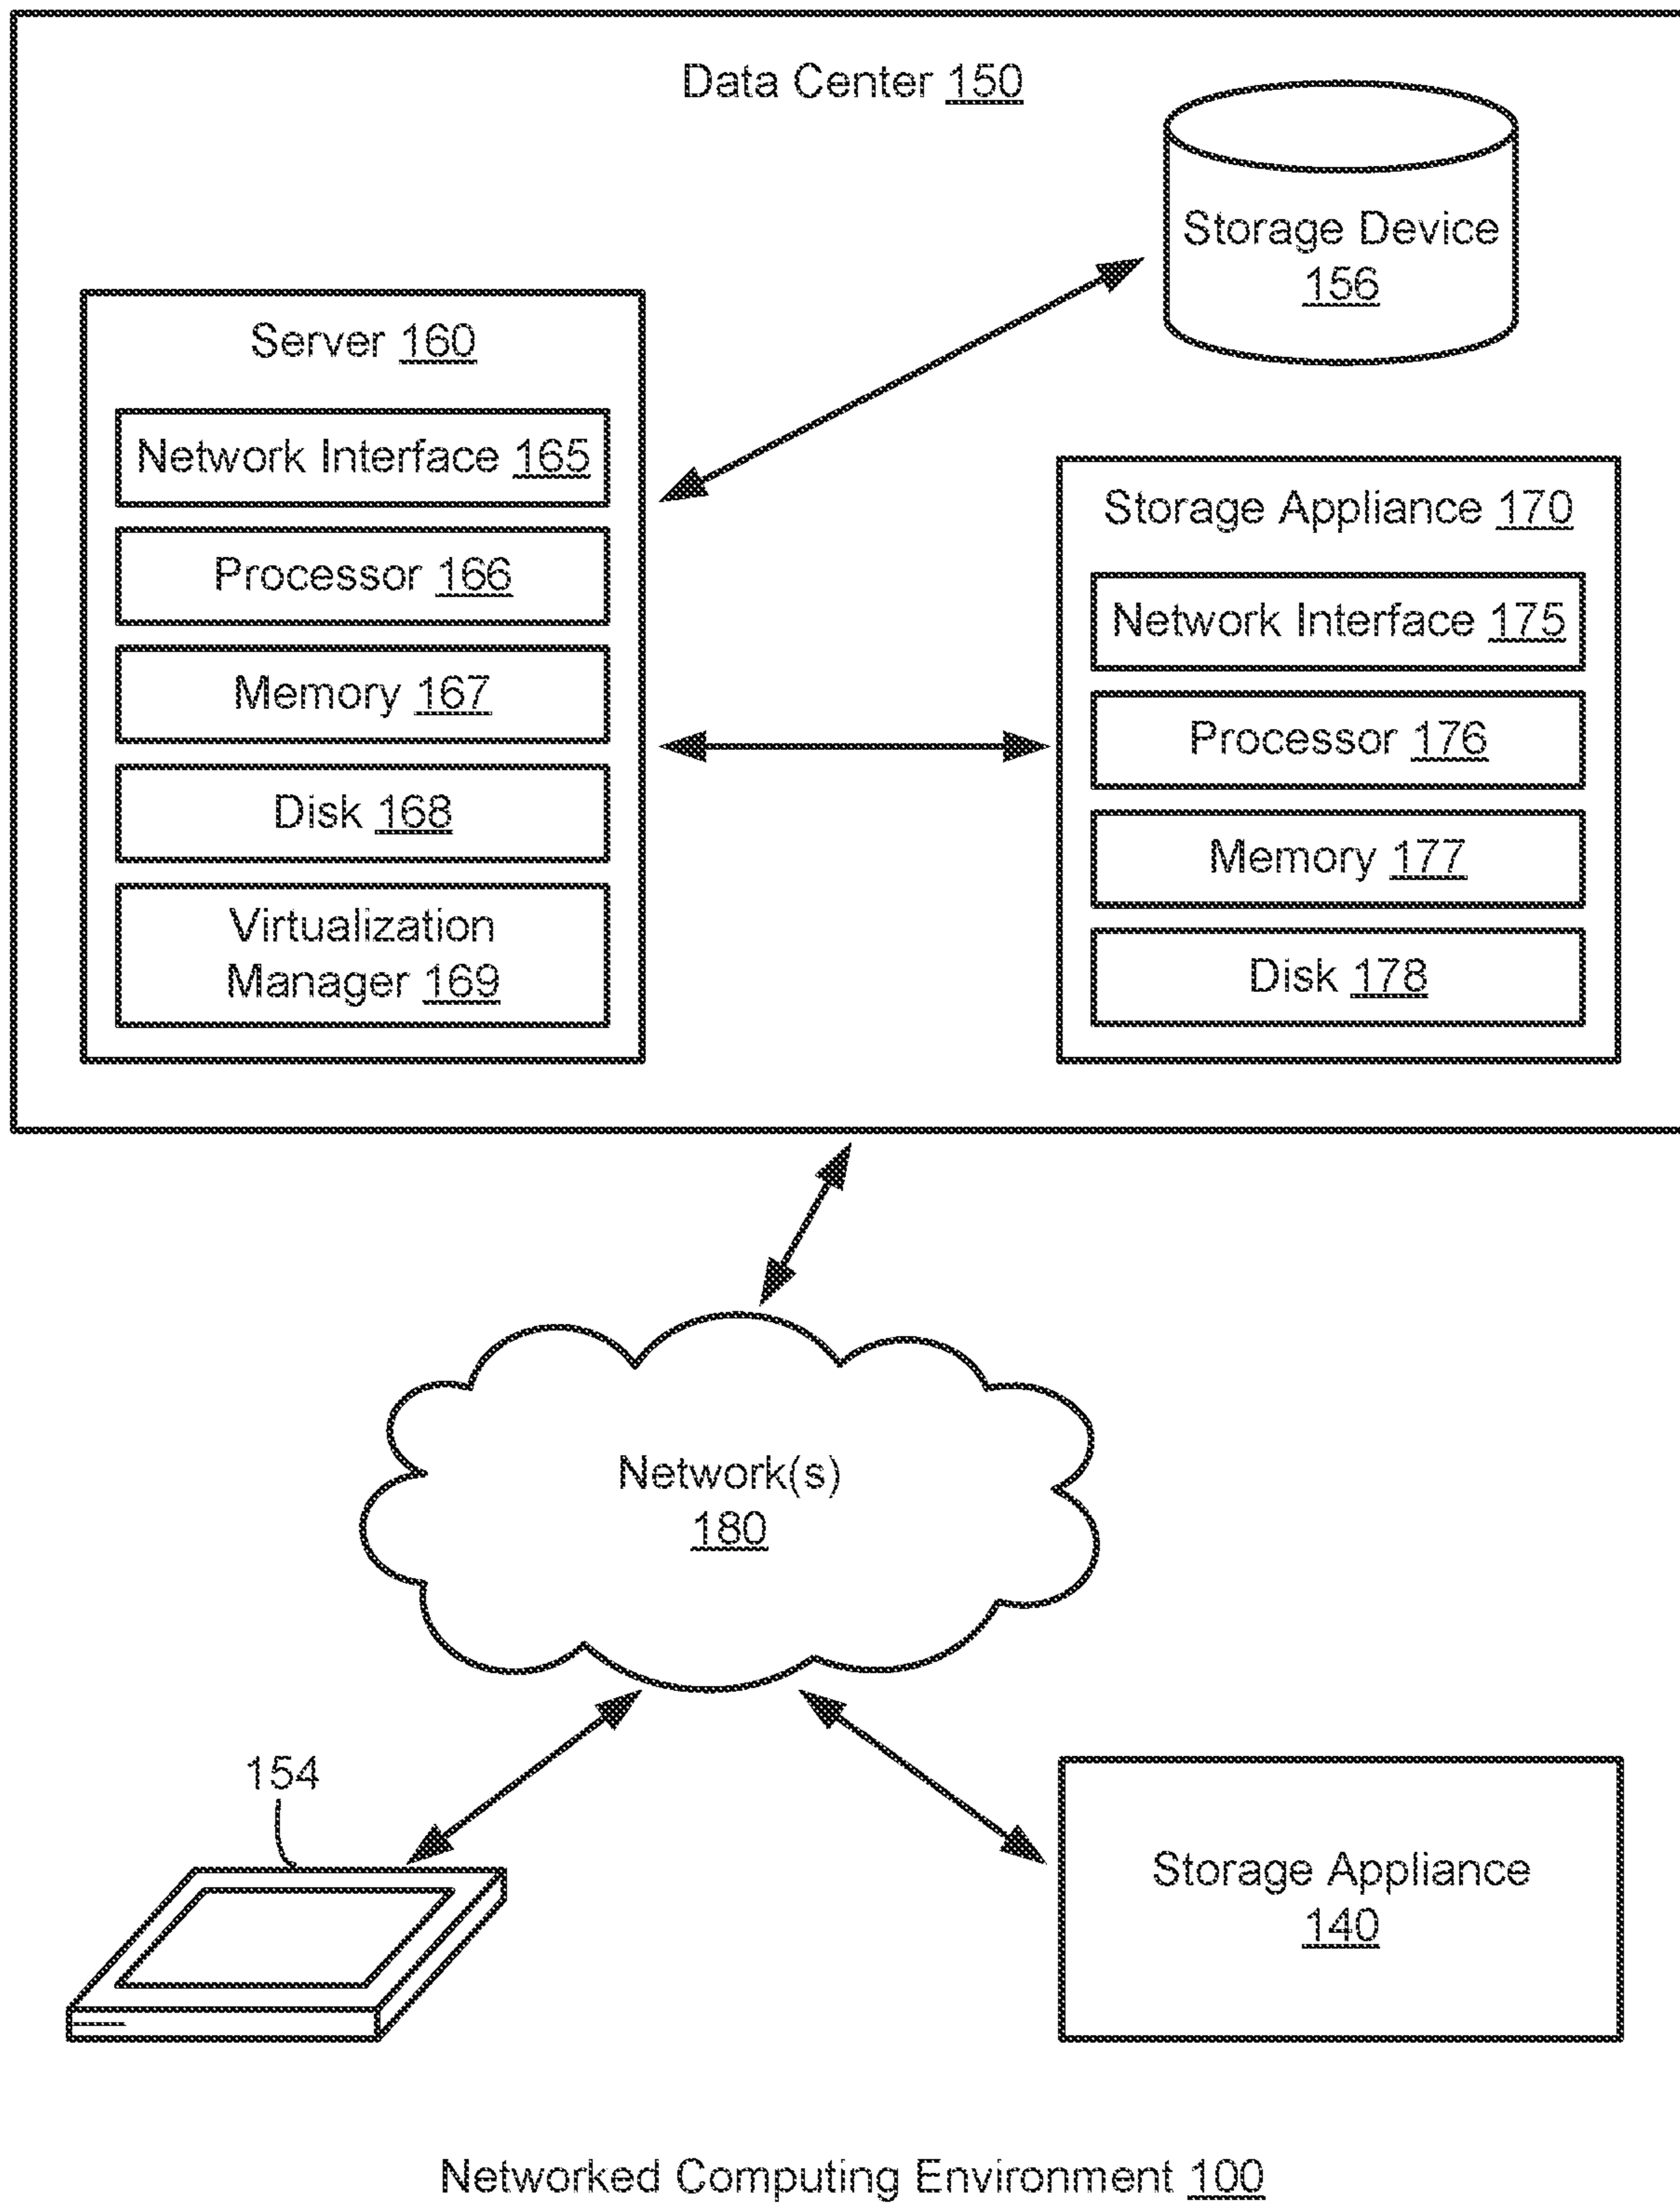 Data Center 150
Storage Device
156
Server 160
Network Interface 165
Processor 166
Memory 167
Disk 168
Virtualization
Manager 169
Storage Appliance 170
Network Interface 175
Processor 176
Memory 177
Disk 178
Network(s)
180
154
Storage Appliance
140
Networked Computing Environment 100